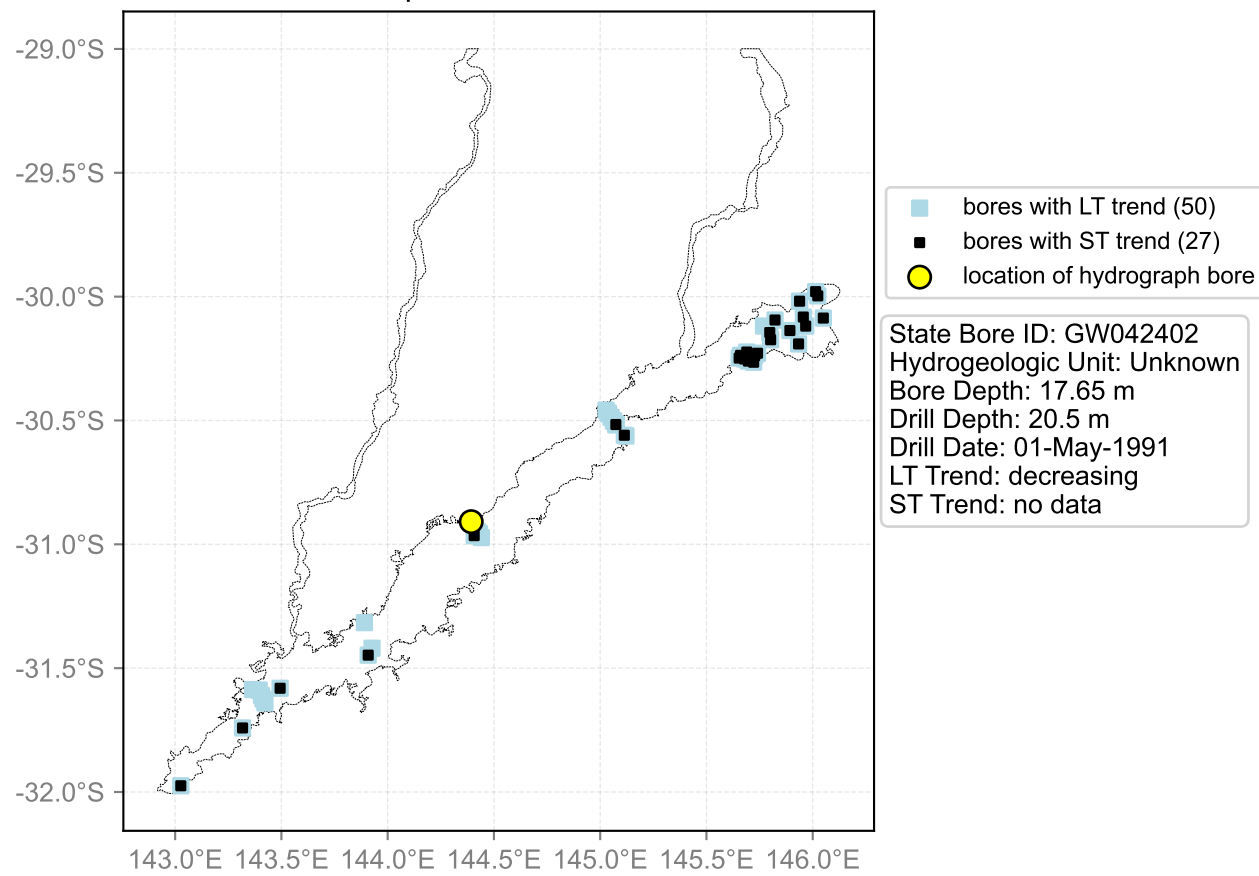 -29.0°S
-29.5°S
-30.0°S
-30.5°S
-31.0°S
-31.5°S
-32.0°S
143.0°E 143.5°E 144.0°E 144.5°E 145.0°E 145.5°E 146.0°E
bores with LT trend (50)
bores with ST trend (27)
location of hydrograph bore
State Bore ID: GW042402
Hydrogeologic Unit: Unknown
Bore Depth: 17.65 m
Drill Depth: 20.5 m
Drill Date: 01-May-1991
LT Trend: decreasing
ST Trend: no data